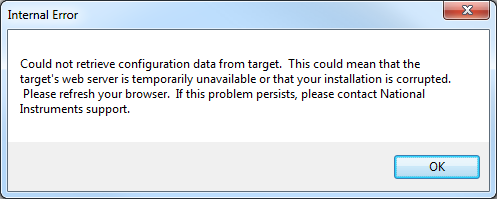 Internal Error
Could not retrieve configuration data from target.  This could mean that the
target's web server is temporarily unavailable or that your installation is corrupted.
 Please refresh your browser.  If this problem persists, please contact National
Instruments support.
OK